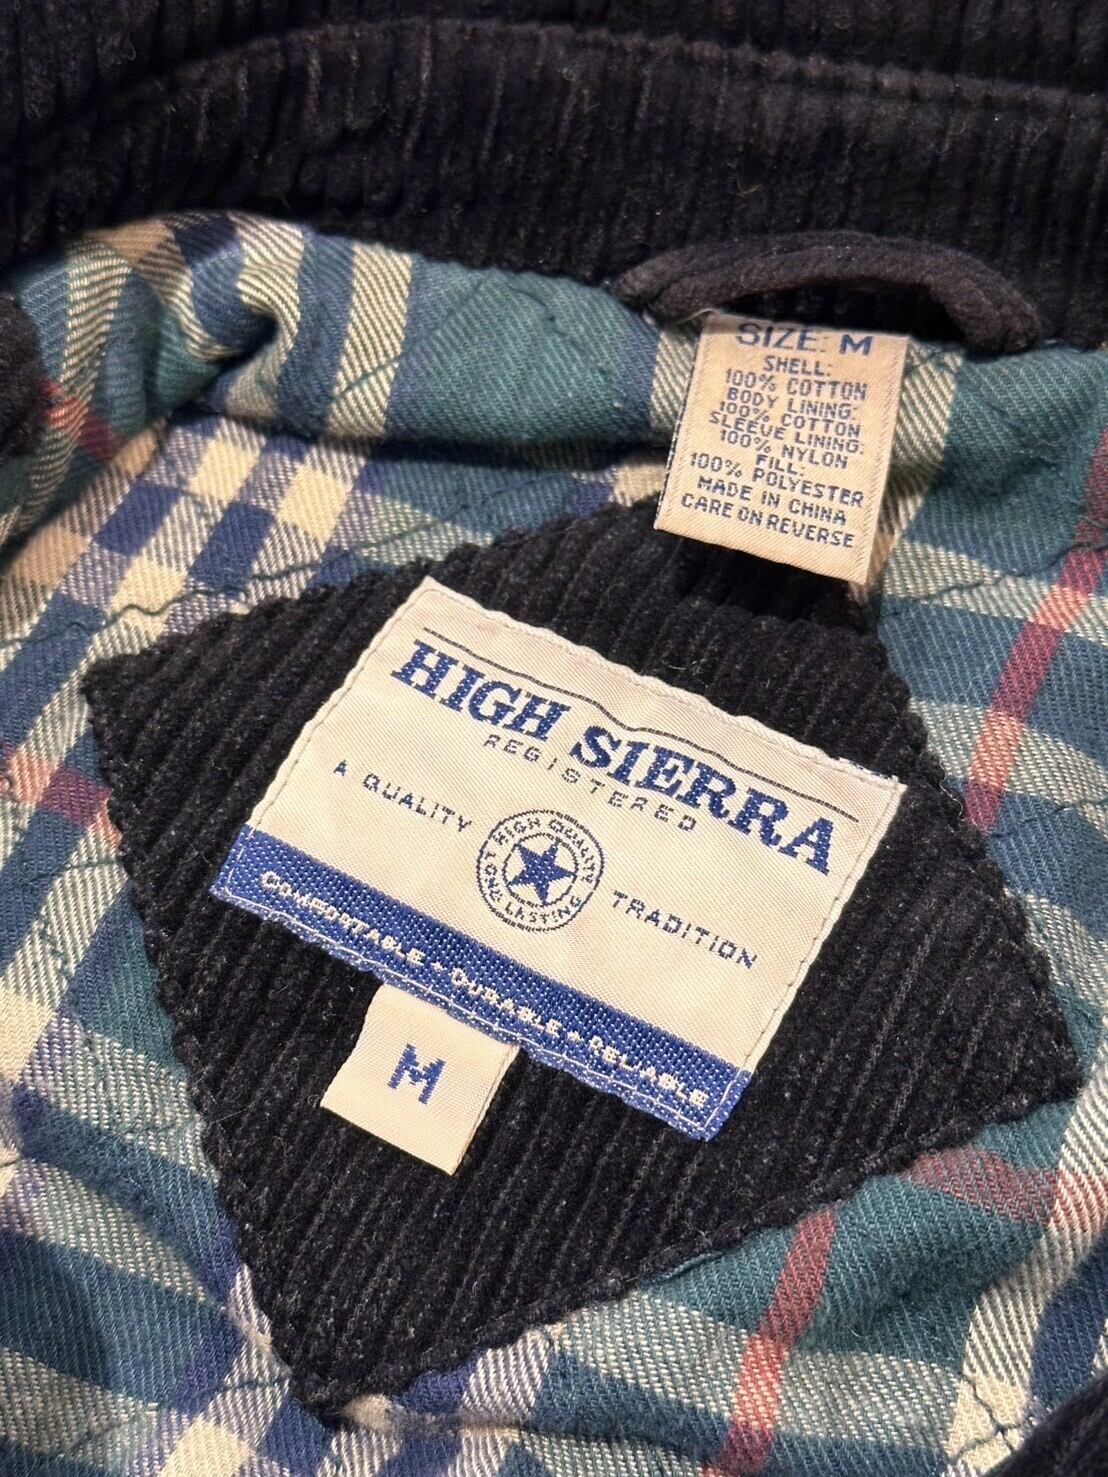 SIZE: M
SHELL:
100% COTTON
BODY LINING:
100% COTTON
SLEEVE LINING:
100% NYLON
FILL:
100% POLYESTER
MADE IN CHINA
CARE ON REVERSE
HIGH SIERRA
REGISTERED
A QUALITY TRADITION
HIGH QUALITY
LONG LASTING
COMFORTABLE • DURABLE • RELIABLE
M